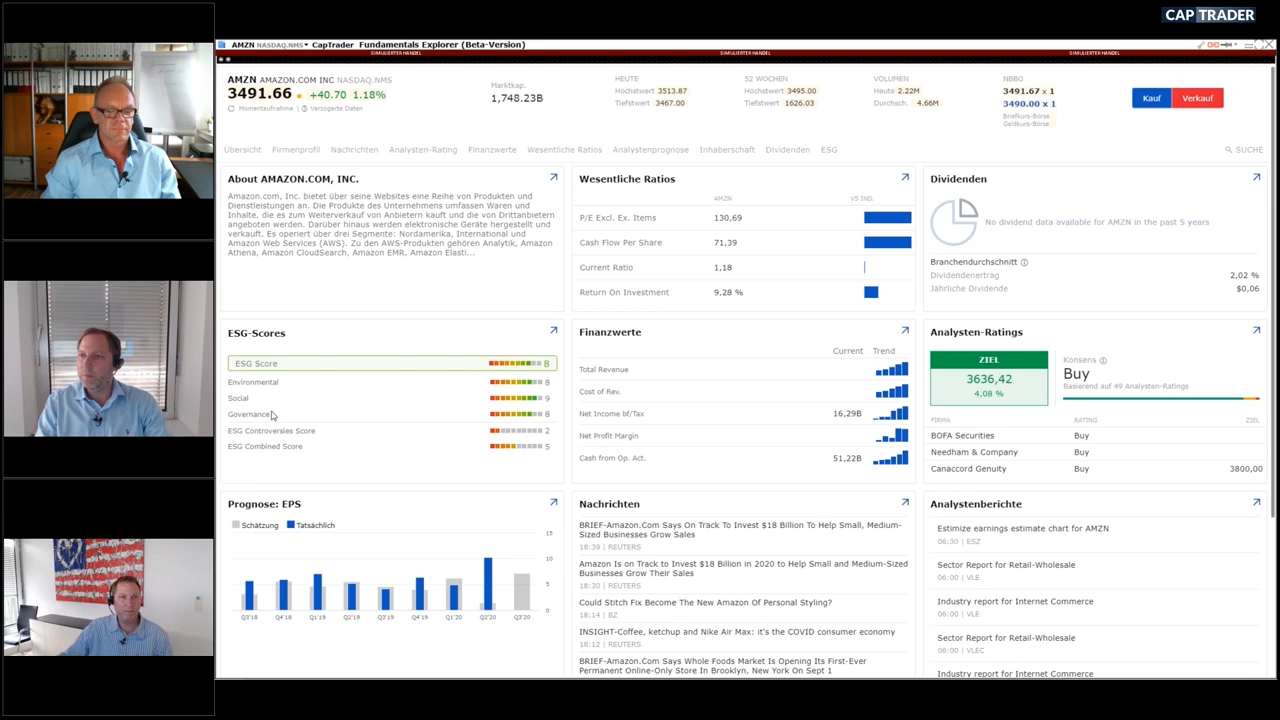 CAP TRADER
AMZN NASDAQ.NMS CapTrader Fundamentals Explorer (Beta-Version)
SIMULIERTER HANDEL SIMULIERTER HANDEL SIMULIERTER HANDEL
AMZN AMAZON.COM INC NASDAQ.NMS
3491.66 +40.70 1.18%
Momentaufnahme | Verzögerte Daten
Marktkap.
1,748.23B
HEUTE
Höchstwert 3513.87
Tiefstwert 3467.00
52 WOCHEN
Höchstwert 3495.00
Tiefstwert 1626.03
VOLUMEN
Heute 2.22M
Durchsch. 4.66M
NBBO
3491.67 x 1
3490.00 x 1
Briefkurs-Börse
Geldkurs-Börse
Kauf Verkauf
Übersicht Firmenprofil Nachrichten Analysten-Rating Finanzwerte Wesentliche Ratios Analystenprognose Inhaberschaft Dividenden ESG SUCHE
About AMAZON.COM, INC.
Amazon.com, Inc. bietet über seine Websites eine Reihe von Produkten und
Dienstleistungen an. Die Produkte des Unternehmens umfassen Waren und
Inhalte, die es zum Weiterverkauf von Anbietern kauft und die von Drittanbietern
angeboten werden. Darüber hinaus werden elektronische Geräte hergestellt und
verkauft. Es operiert über drei Segmente: Nordamerika, International und
Amazon Web Services (AWS). Zu den AWS-Produkten gehören Analytik, Amazon
Athena, Amazon CloudSearch, Amazon EMR, Amazon Elasti...
Wesentliche Ratios
AMZN VS IND.
P/E Excl. Ex. Items 130,69
Cash Flow Per Share 71,39
Current Ratio 1,18
Return On Investment 9,28 %
Dividenden
No dividend data available for AMZN in the past 5 years
Branchendurchschnitt
Dividendenertrag 2,02 %
Jährliche Dividende $0,06
ESG-Scores
ESG Score 8
Environmental 8
Social 9
Governance 8
ESG Controversies Score 2
ESG Combined Score 5
Finanzwerte
Current Trend
Total Revenue
Cost of Rev.
Net Income bf/Tax 16,29B
Net Profit Margin
Cash from Op. Act. 51,22B
Analysten-Ratings
ZIEL
3636,42
4,08 %
Konsens
Buy
Basierend auf 49 Analysten-Ratings
FIRMA RATING ZIEL
BOFA Securities Buy
Needham & Company Buy
Canaccord Genuity Buy 3800,00
Prognose: EPS
Schätzung Tatsächlich
15
10
5
0
Q3'18 Q4'18 Q1'19 Q2'19 Q3'19 Q4'19 Q1'20 Q2'20 Q3'20
Nachrichten
BRIEF-Amazon.Com Says On Track To Invest $18 Billion To Help Small, Medium-
Sized Businesses Grow Sales
18:39 | REUTERS
Amazon Is on Track to Invest $18 Billion in 2020 to Help Small and Medium-Sized
Businesses Grow Their Sales
18:30 | REUTERS
Could Stitch Fix Become The New Amazon Of Personal Styling?
18:14 | BZ
INSIGHT-Coffee, ketchup and Nike Air Max: it's the COVID consumer economy
18:12 | REUTERS
BRIEF-Amazon.Com Says Whole Foods Market Is Opening Its First-Ever
Permanent Online-Only Store In Brooklyn, New York On Sept 1
Analystenberichte
Estimize earnings estimate chart for AMZN
06:30 | ESZ
Sector Report for Retail-Wholesale
06:00 | VLE
Industry report for Internet Commerce
06:00 | VLE
Sector Report for Retail-Wholesale
06:00 | VLEC
Industry report for Internet Commerce